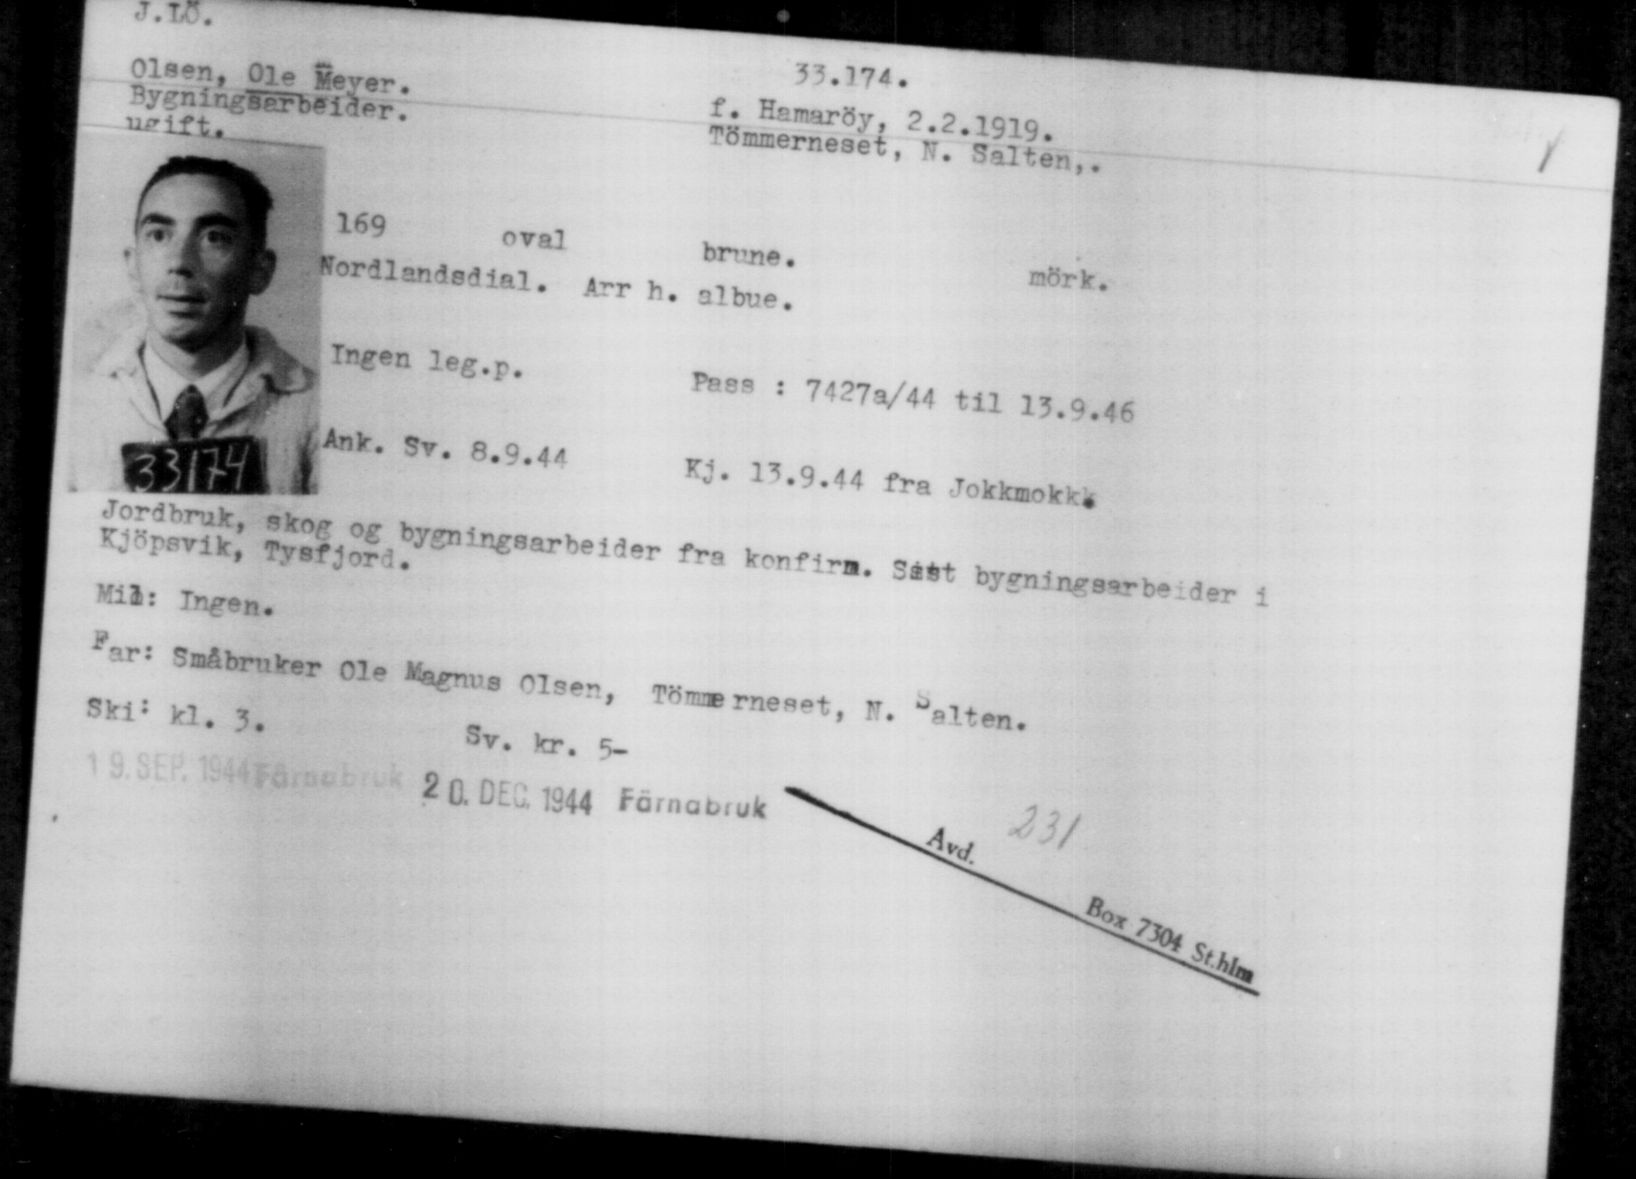 J.LÖ.
33.174.
Olsen, Ole Meyer.
f. Hamaröy, 2.2.1919.
Bygningsarbeider.
Tömmerneset, N. Salten,.
ugift.
169 oval brune. mörk.
Nordlandsdial. Arr h. albue.
Ingen leg.p. Pass : 7427a/44 til 13.9.46
Ank. Sv. 8.9.44 Kj. 13.9.44 fra Jokkmokk
33174
Jordbruk, skog og bygningsarbeider fra konfirm. Sist bygningsarbeider i
Kjöpsvik, Tysfjord.
Mil: Ingen.
Far: Småbruker Ole Magnus Olsen, Tömmerneset, N. Salten.
Ski: kl. 3. Sv. kr. 5-
19. SEP. 1944 Färnabruk 20. DEC. 1944 Färnabruk
Avd. 231
Box 7304 St.hlm